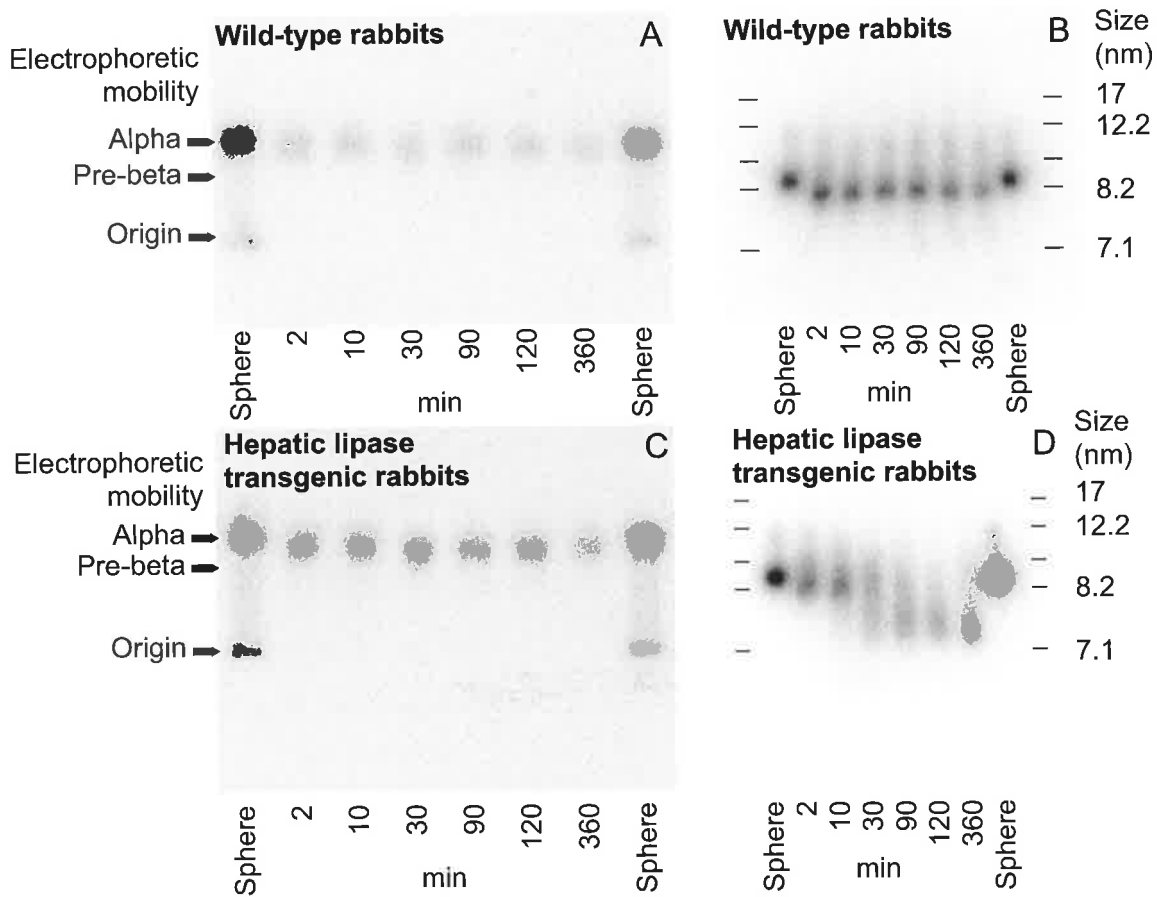 Wild-type rabbits
A
Electrophoretic
mobility
Alpha
Pre-beta
Origin
Sphere
2
10
30
90
120
360
Sphere
min
Wild-type rabbits
B
Size
(nm)
17
12.2
8.2
7.1
Sphere
2
10
30
90
120
360
Sphere
min
Hepatic lipase
transgenic rabbits
C
Electrophoretic
mobility
Alpha
Pre-beta
Origin
Sphere
2
10
30
90
120
360
Sphere
min
Hepatic lipase
transgenic rabbits
D
Size
(nm)
17
12.2
8.2
7.1
Sphere
2
10
30
90
120
360
Sphere
min